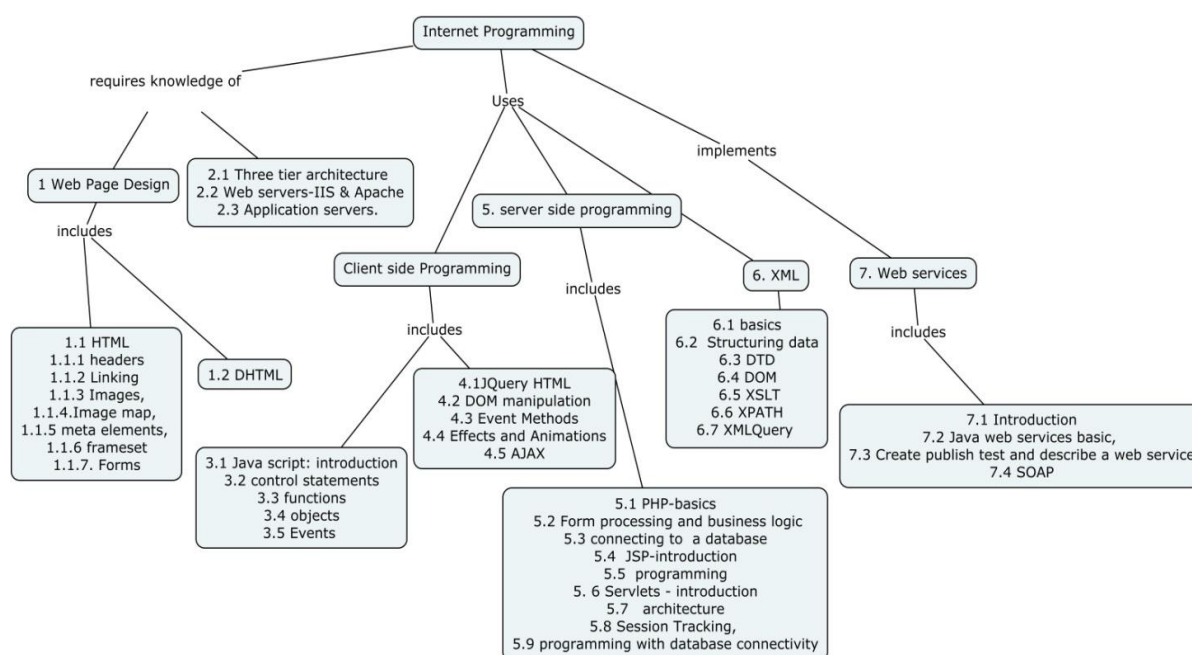 Internet Programming
requires knowledge of
Uses
implements
1 Web Page Design
2.1 Three tier architecture
2.2 Web servers-IIS & Apache
2.3 Application servers.
5. server side programming
includes
Client side Programming
6. XML
7. Web services
includes
includes
includes
1.1 HTML
1.1.1 headers
1.1.2 Linking
1.1.3 Images,
1.1.4.Image map,
1.1.5 meta elements,
1.1.6 frameset
1.1.7. Forms
1.2 DHTML
4.1JQuery HTML
4.2 DOM manipulation
4.3 Event Methods
4.4 Effects and Animations
4.5 AJAX
6.1 basics
6.2 Structuring data
6.3 DTD
6.4 DOM
6.5 XSLT
6.6 XPATH
6.7 XMLQuery
7.1 Introduction
7.2 Java web services basic,
7.3 Create publish test and describe a web service
7.4 SOAP
3.1 Java script: introduction
3.2 control statements
3.3 functions
3.4 objects
3.5 Events
5.1 PHP-basics
5.2 Form processing and business logic
5.3 connecting to a database
5.4 JSP-introduction
5.5 programming
5. 6 Servlets - introduction
5.7 architecture
5.8 Session Tracking,
5.9 programming with database connectivity